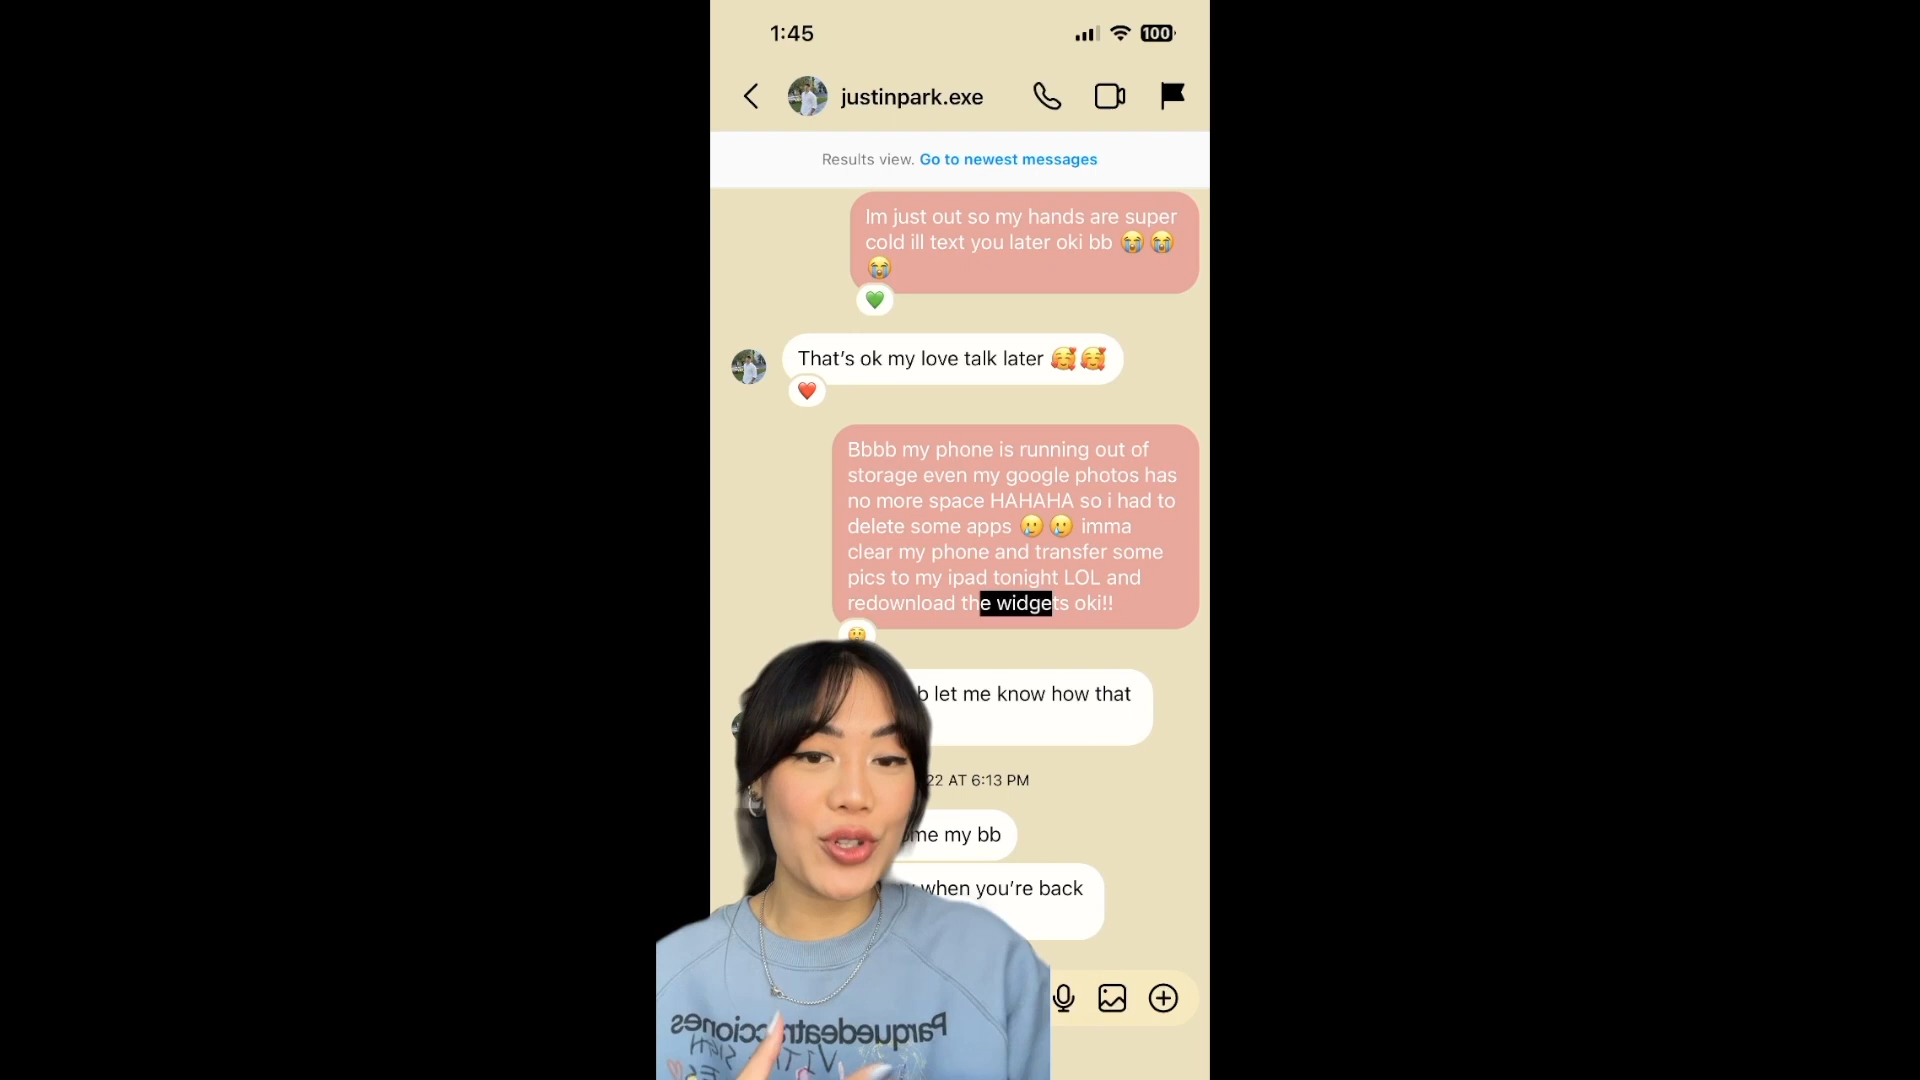 1:45
100
justinpark.exe
Results view. Go to newest messages
Im just out so my hands are super
cold ill text you later oki bb 😭😭
😭
💚
That's ok my love talk later 🥰🥰
❤️
Bbbb my phone is running out of
storage even my google photos has
no more space HAHAHA so i had to
delete some apps 🥲🥲 imma
clear my phone and transfer some
pics to my ipad tonight LOL and
redownload the widgets oki!!
let me know how that
22 AT 6:13 PM
my bb
when you're back
Parquedeatracciones